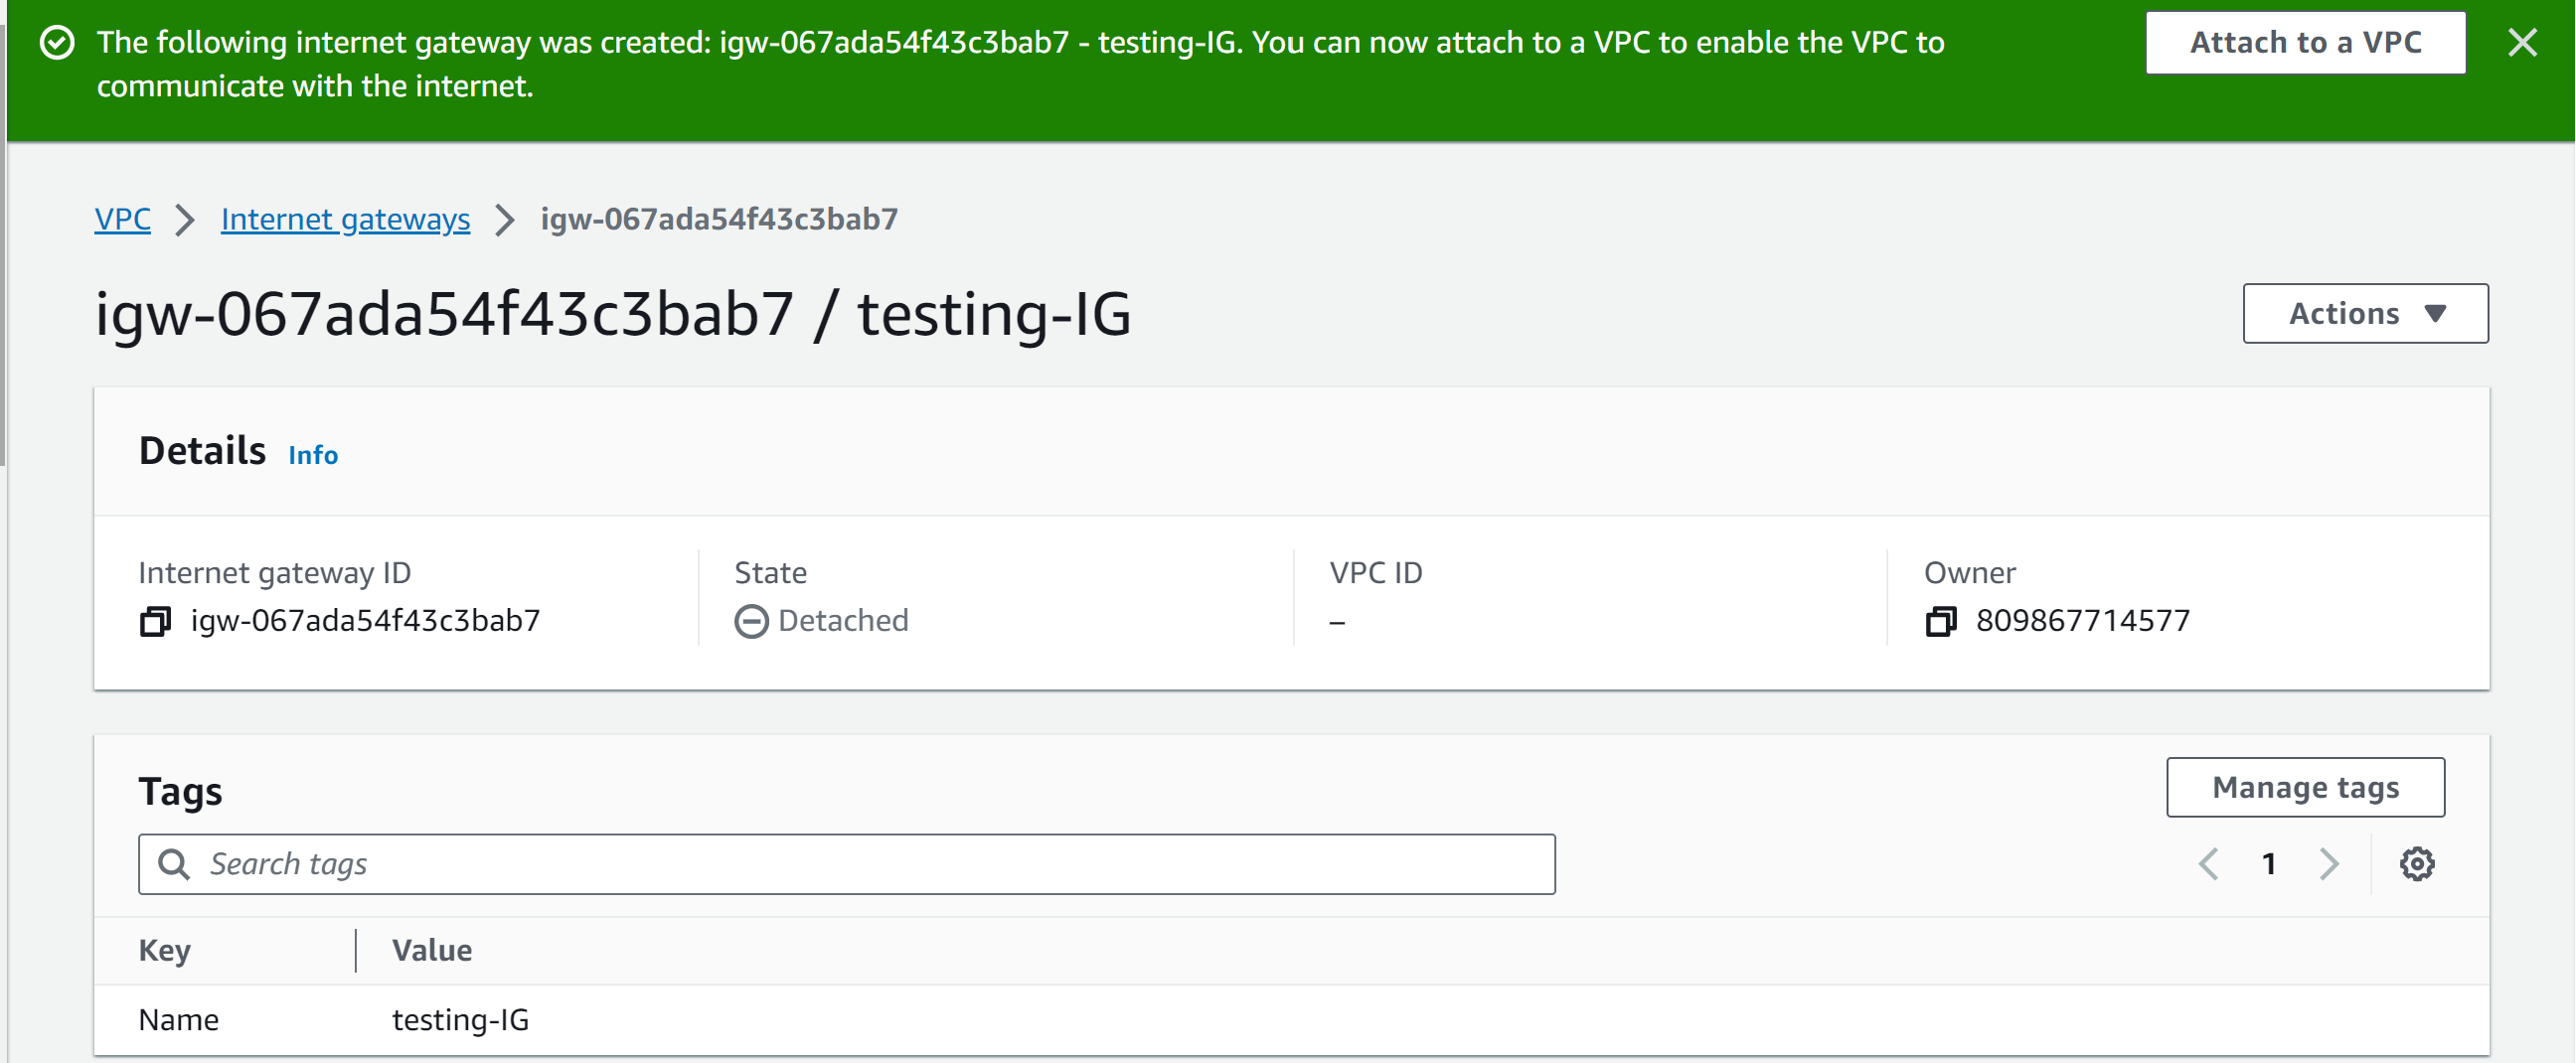 The following internet gateway was created: igw-067ada54f43c3bab7 - testing-IG. You can now attach to a VPC to enable the VPC to
communicate with the internet.
Attach to a VPC
VPC
Internet gateways
igw-067ada54f43c3bab7
igw-067ada54f43c3bab7 / testing-IG
Actions
Details Info
Internet gateway ID
igw-067ada54f43c3bab7
State
Detached
VPC ID
–
Owner
809867714577
Tags
Manage tags
Search tags
1
Key Value
Name testing-IG